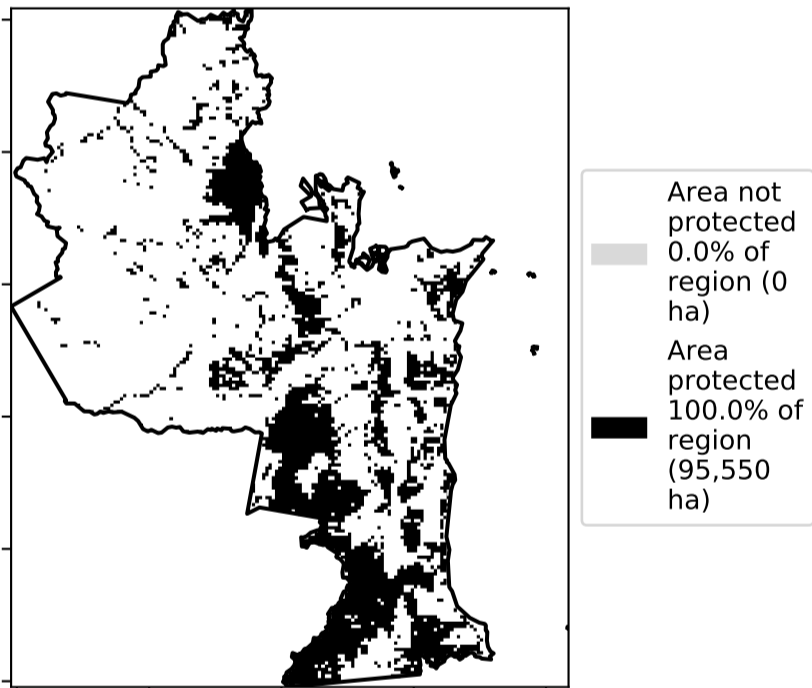 Area not
protected
0.0% of
region (0
ha)
Area
protected
100.0% of
region
(95,550
ha)